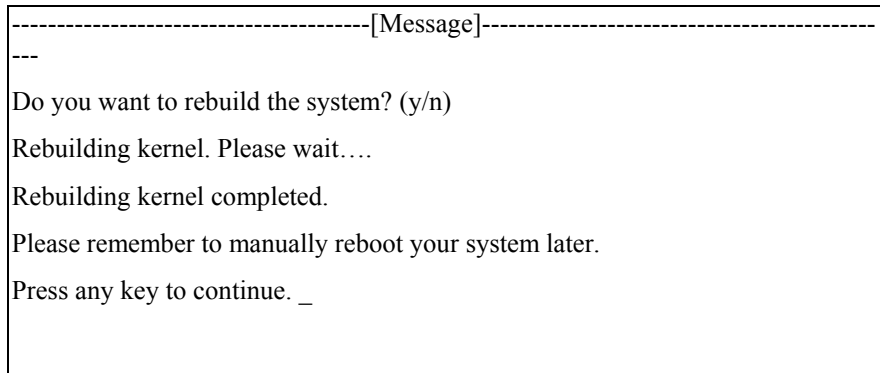 ----------------------------------------[Message]--------------------------------------------
---
Do you want to rebuild the system? (y/n)
Rebuilding kernel. Please wait….
Rebuilding kernel completed.
Please remember to manually reboot your system later.
Press any key to continue. _